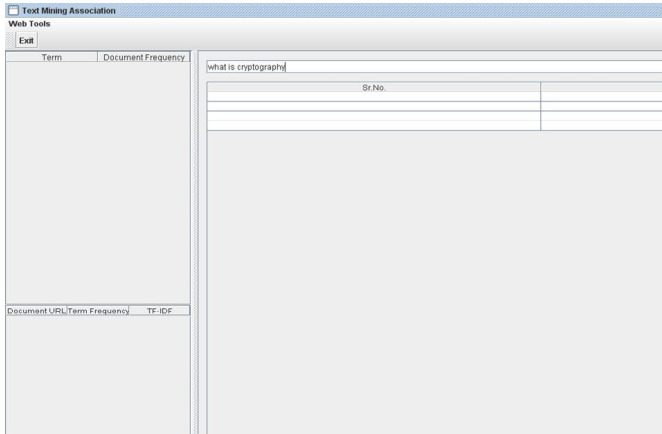 Text Mining Association
Web Tools
Exit
Term Document Frequency
what is cryptography
Sr.No.
Document URL Term Frequency TF-IDF